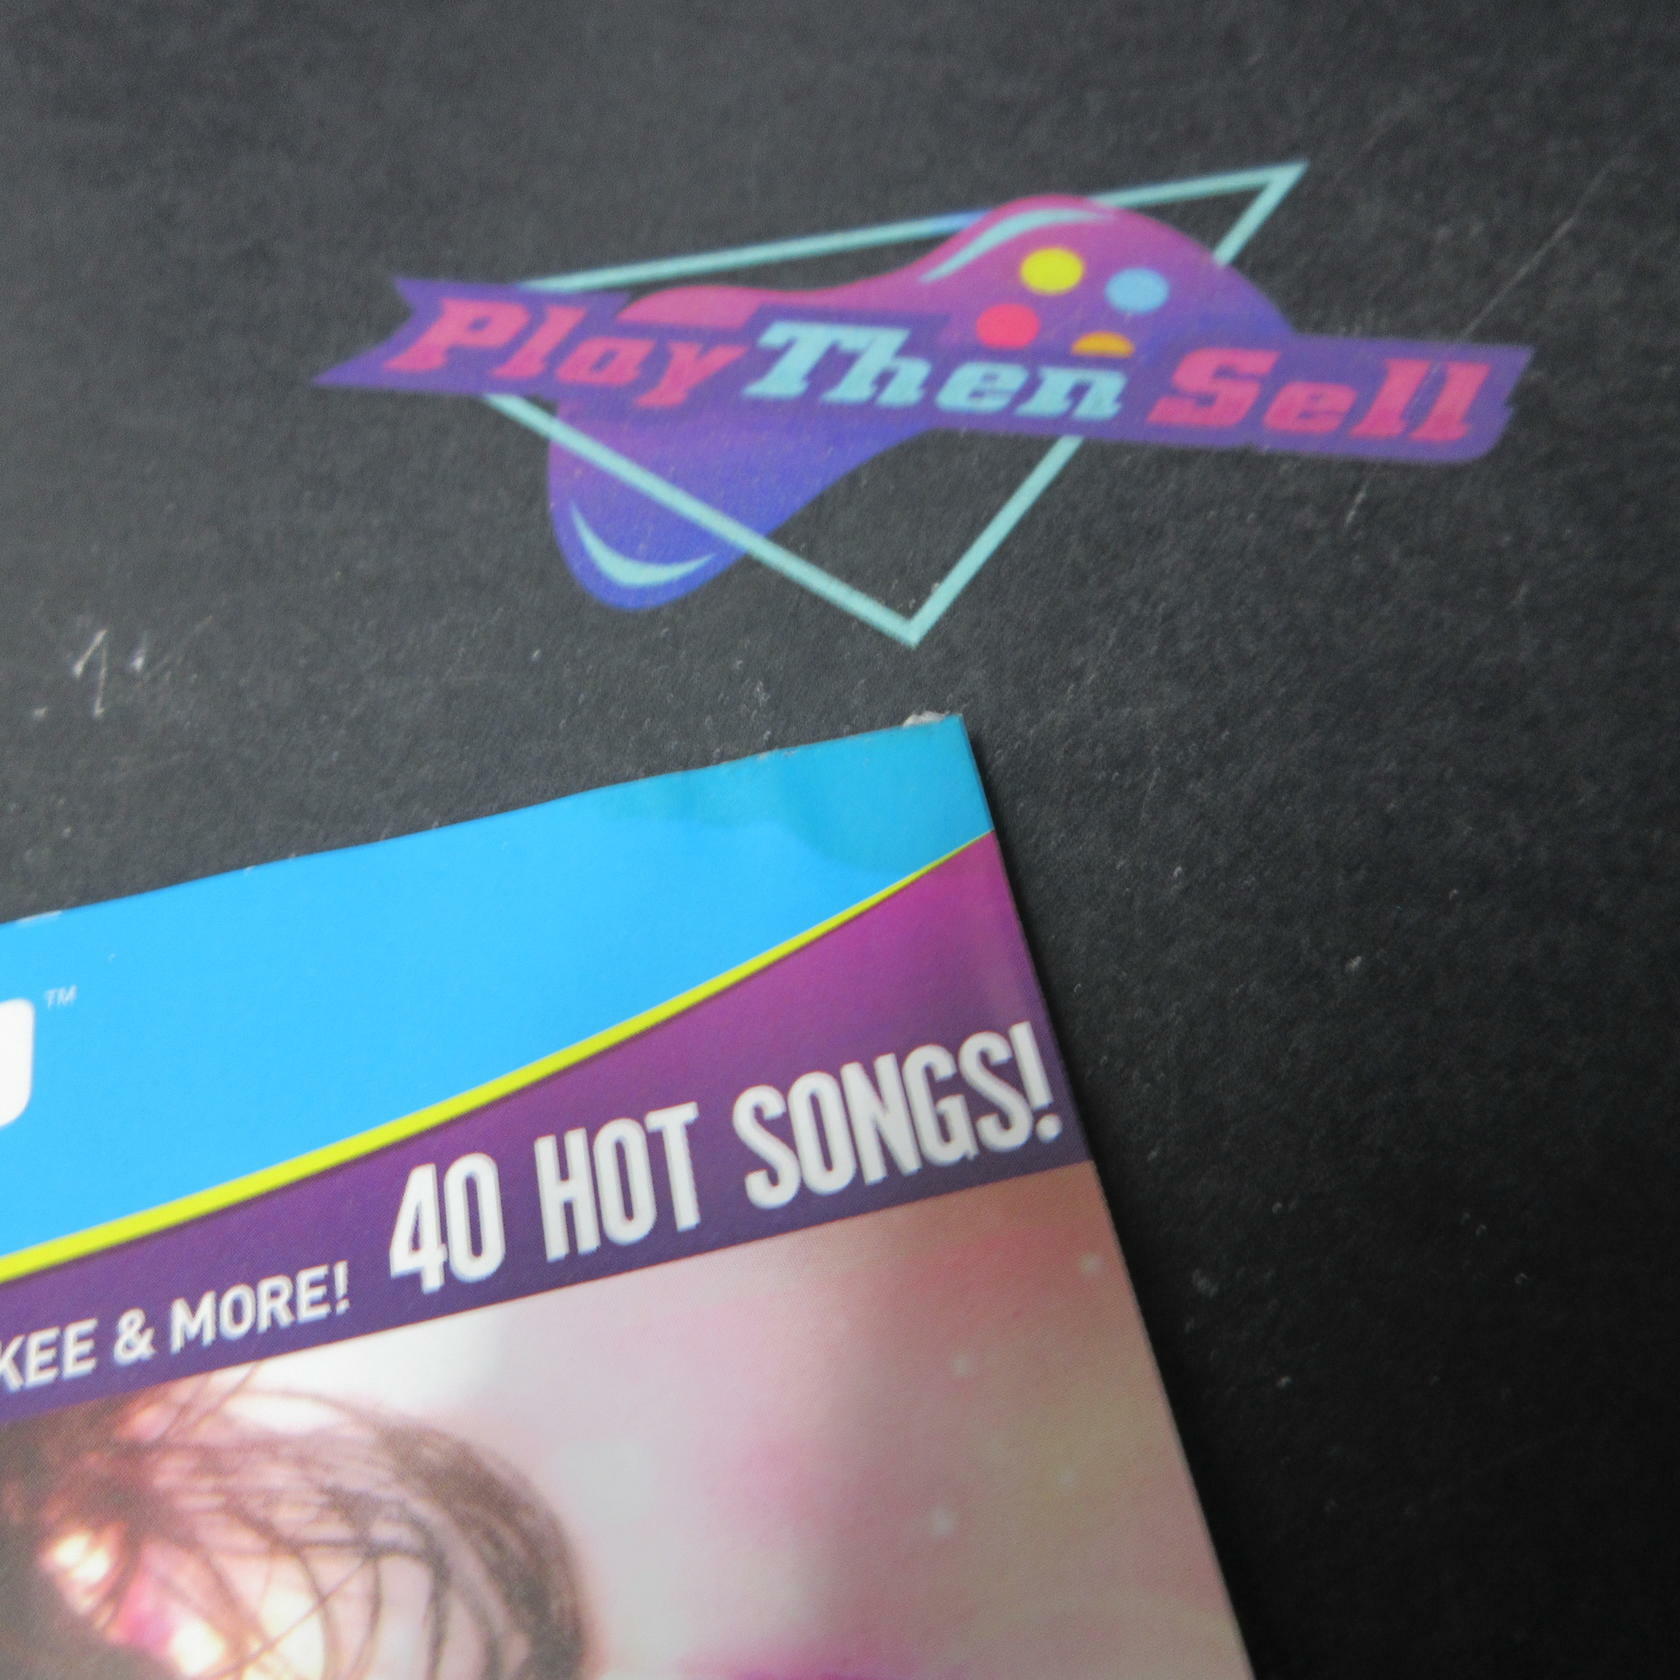 Play Then Sell
TM
KEE & MORE! 40 HOT SONGS!